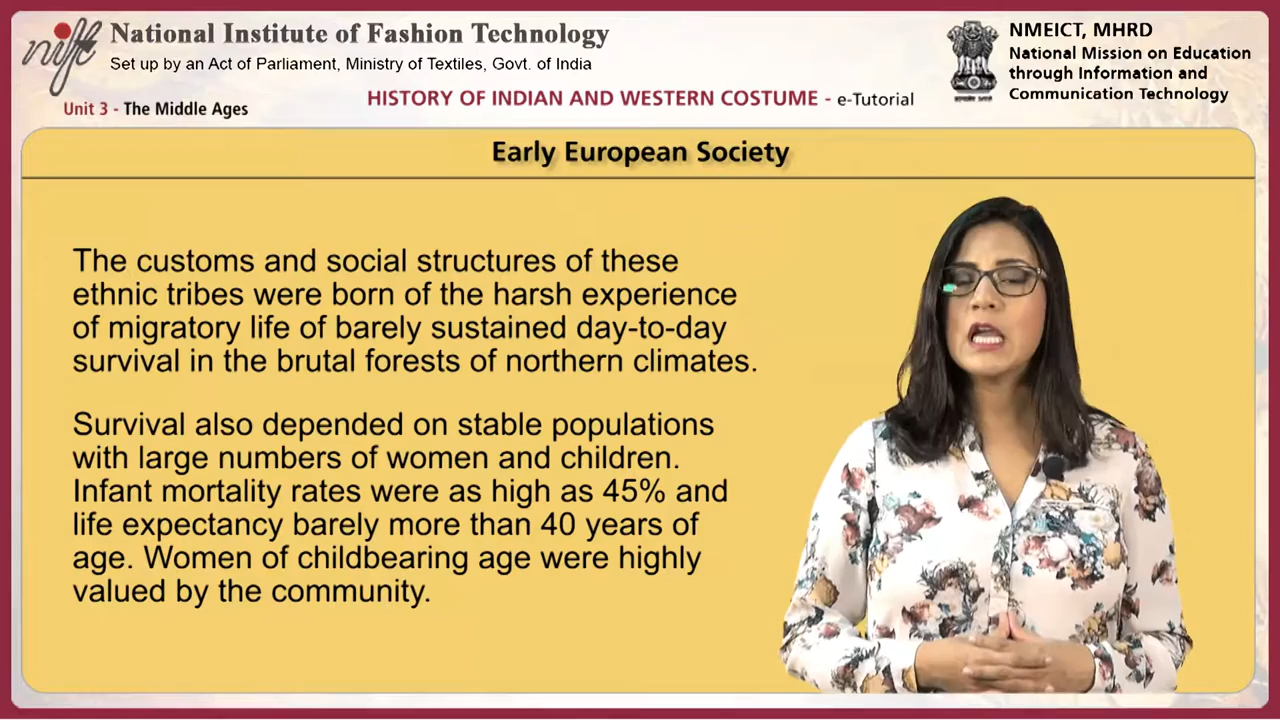 nift
National Institute of Fashion Technology
Set up by an Act of Parliament, Ministry of Textiles, Govt. of India
Unit 3 - The Middle Ages
HISTORY OF INDIAN AND WESTERN COSTUME - e-Tutorial
NMEICT, MHRD
National Mission on Education
through Information and
Communication Technology
Early European Society
The customs and social structures of these
ethnic tribes were born of the harsh experience
of migratory life of barely sustained day-to-day
survival in the brutal forests of northern climates.
Survival also depended on stable populations
with large numbers of women and children.
Infant mortality rates were as high as 45% and
life expectancy barely more than 40 years of
age. Women of childbearing age were highly
valued by the community.